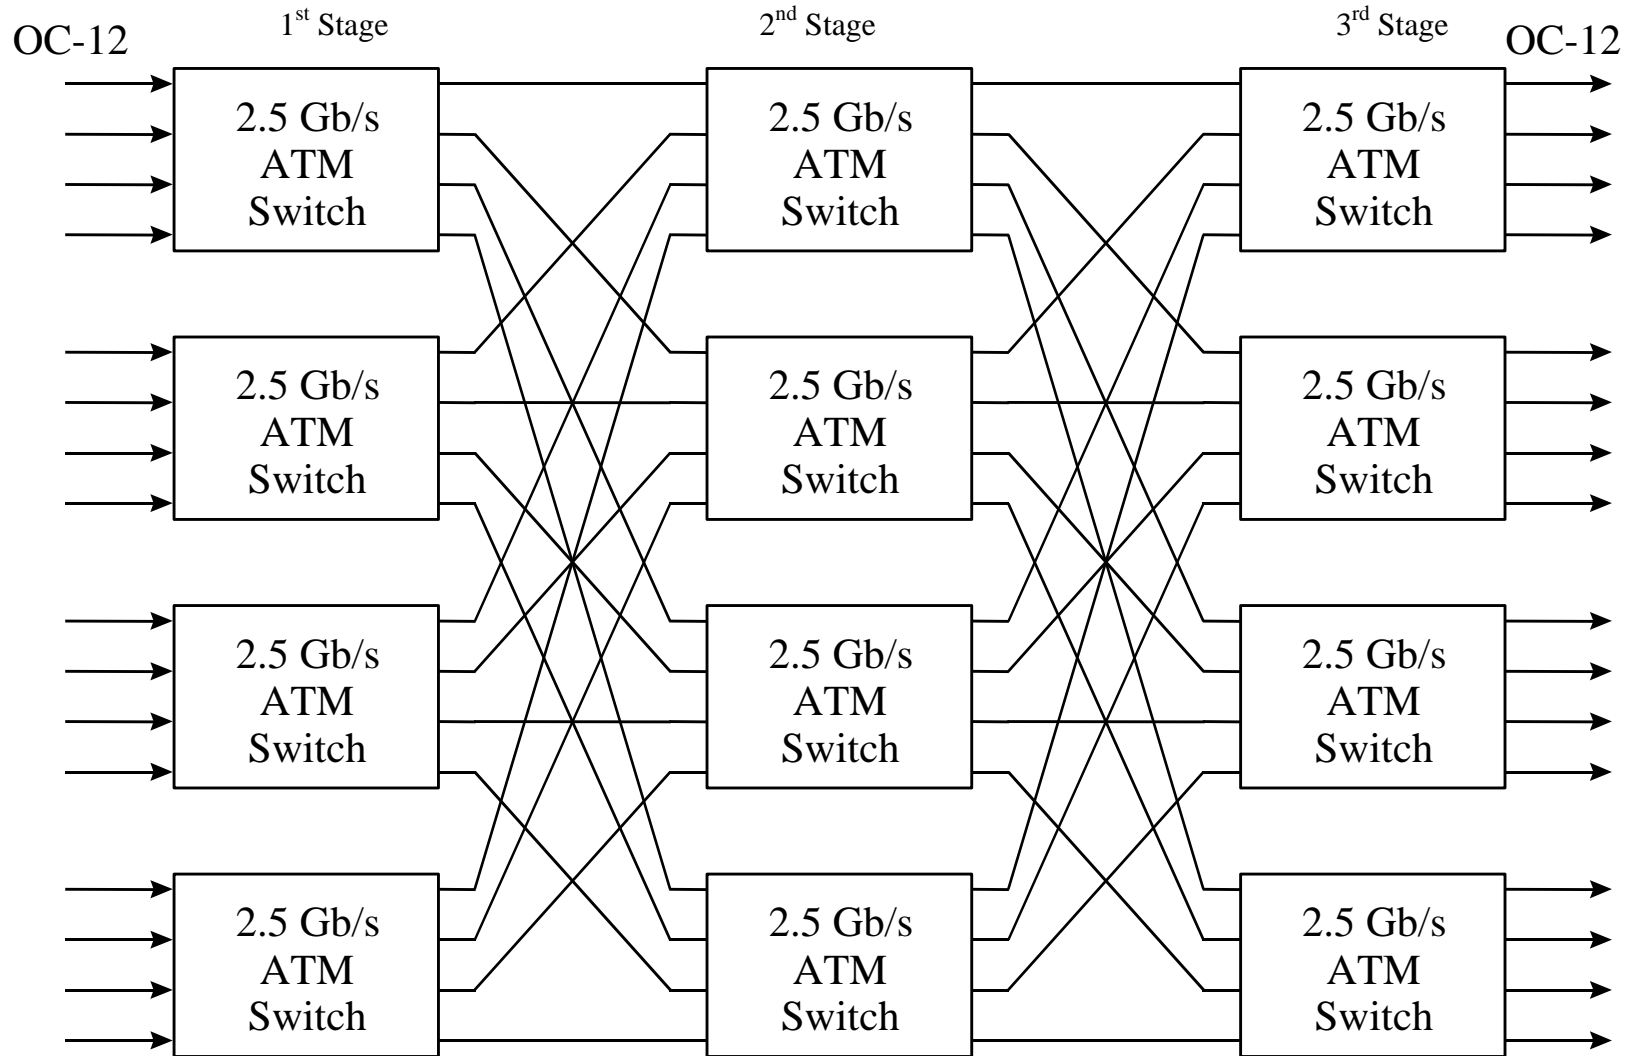 1st Stage
2nd Stage
3rd Stage
OC-12
OC-12
2.5 Gb/s
ATM
Switch
2.5 Gb/s
ATM
Switch
2.5 Gb/s
ATM
Switch
2.5 Gb/s
ATM
Switch
2.5 Gb/s
ATM
Switch
2.5 Gb/s
ATM
Switch
2.5 Gb/s
ATM
Switch
2.5 Gb/s
ATM
Switch
2.5 Gb/s
ATM
Switch
2.5 Gb/s
ATM
Switch
2.5 Gb/s
ATM
Switch
2.5 Gb/s
ATM
Switch